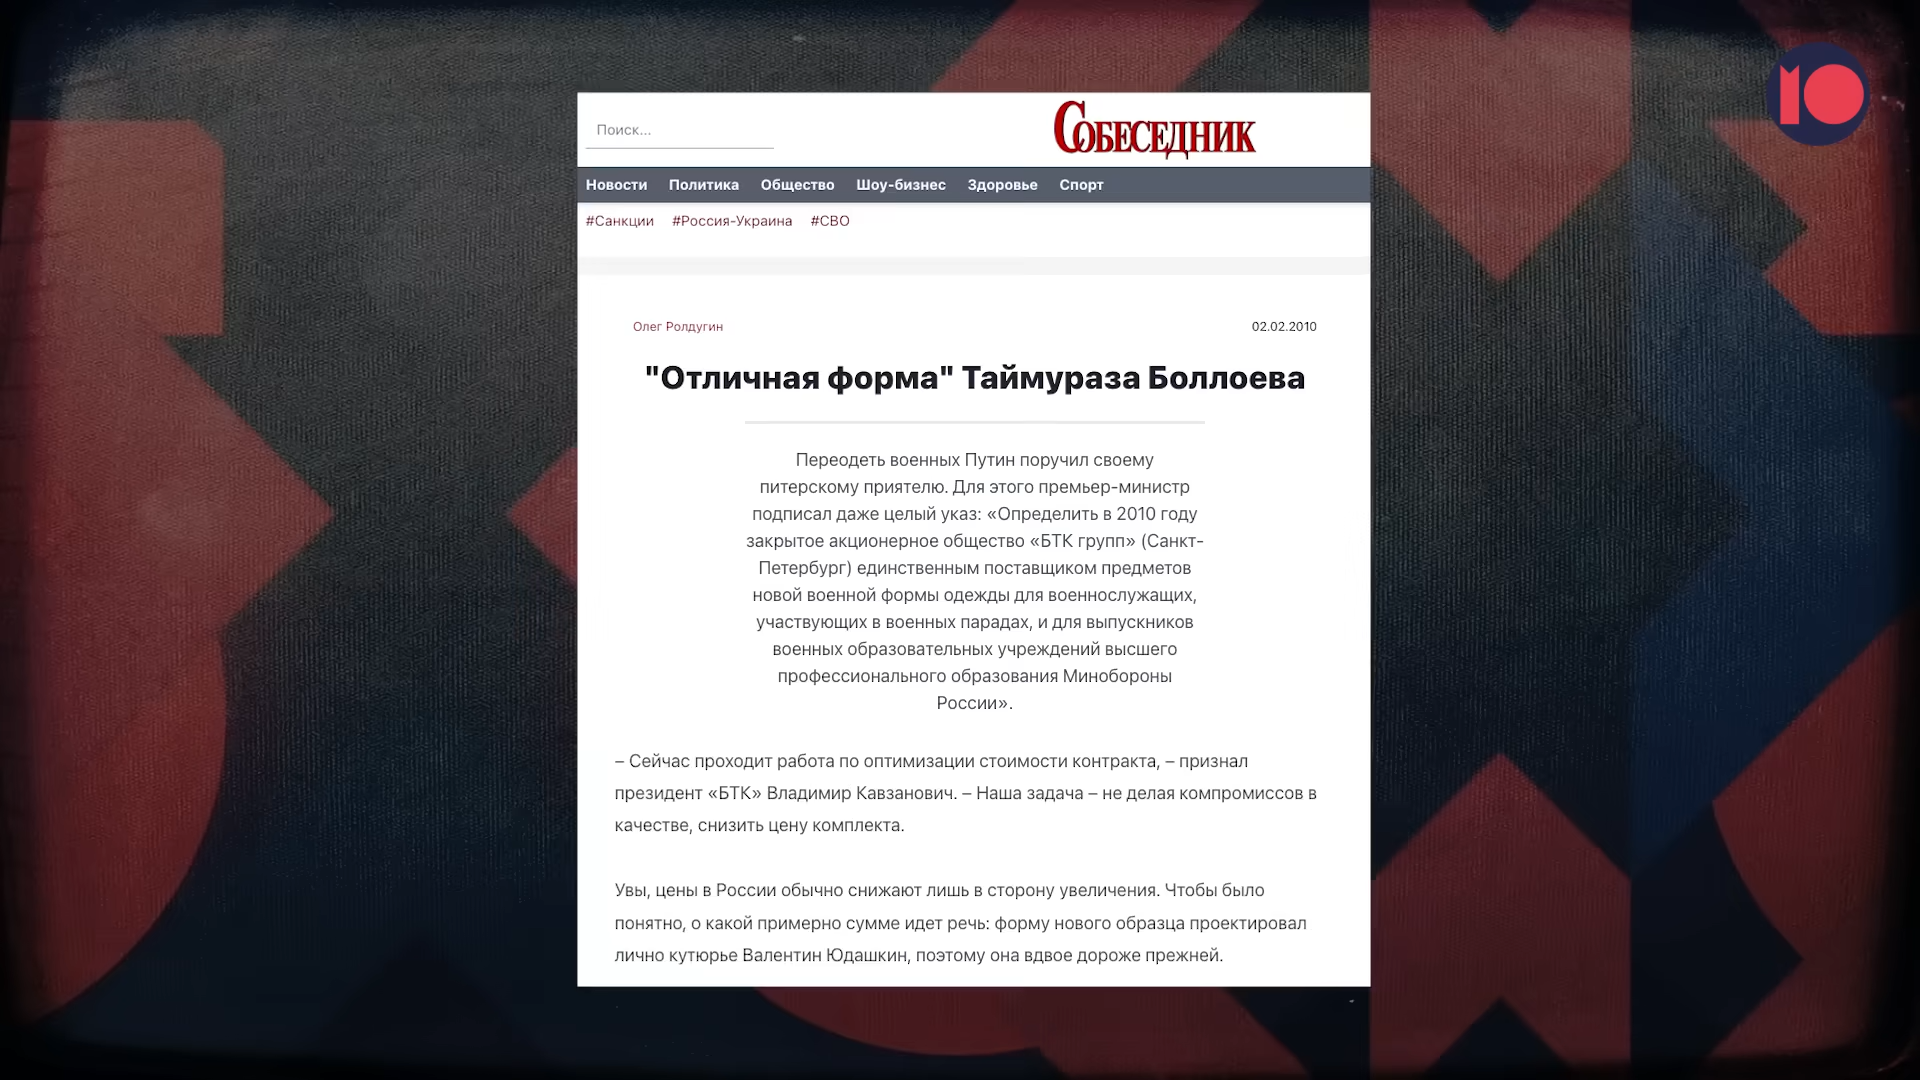 Ю
Поиск...
Собеседник
Новости Политика Общество Шоу-бизнес Здоровье Спорт
#Санкции #Россия-Украина #СВО
Олег Ролдугин 02.02.2010
"Отличная форма" Таймураза Боллоева
Переодеть военных Путин поручил своему
питерскому приятелю. Для этого премьер-министр
подписал даже целый указ: «Определить в 2010 году
закрытое акционерное общество «БТК групп» (Санкт-
Петербург) единственным поставщиком предметов
новой военной формы одежды для военнослужащих,
участвующих в военных парадах, и для выпускников
военных образовательных учреждений высшего
профессионального образования Минобороны
России».
– Сейчас проходит работа по оптимизации стоимости контракта, – признал
президент «БТК» Владимир Кавзанович. – Наша задача – не делая компромиссов в
качестве, снизить цену комплекта.
Увы, цены в России обычно снижают лишь в сторону увеличения. Чтобы было
понятно, о какой примерно сумме идет речь: форму нового образца проектировал
лично кутюрье Валентин Юдашкин, поэтому она вдвое дороже прежней.